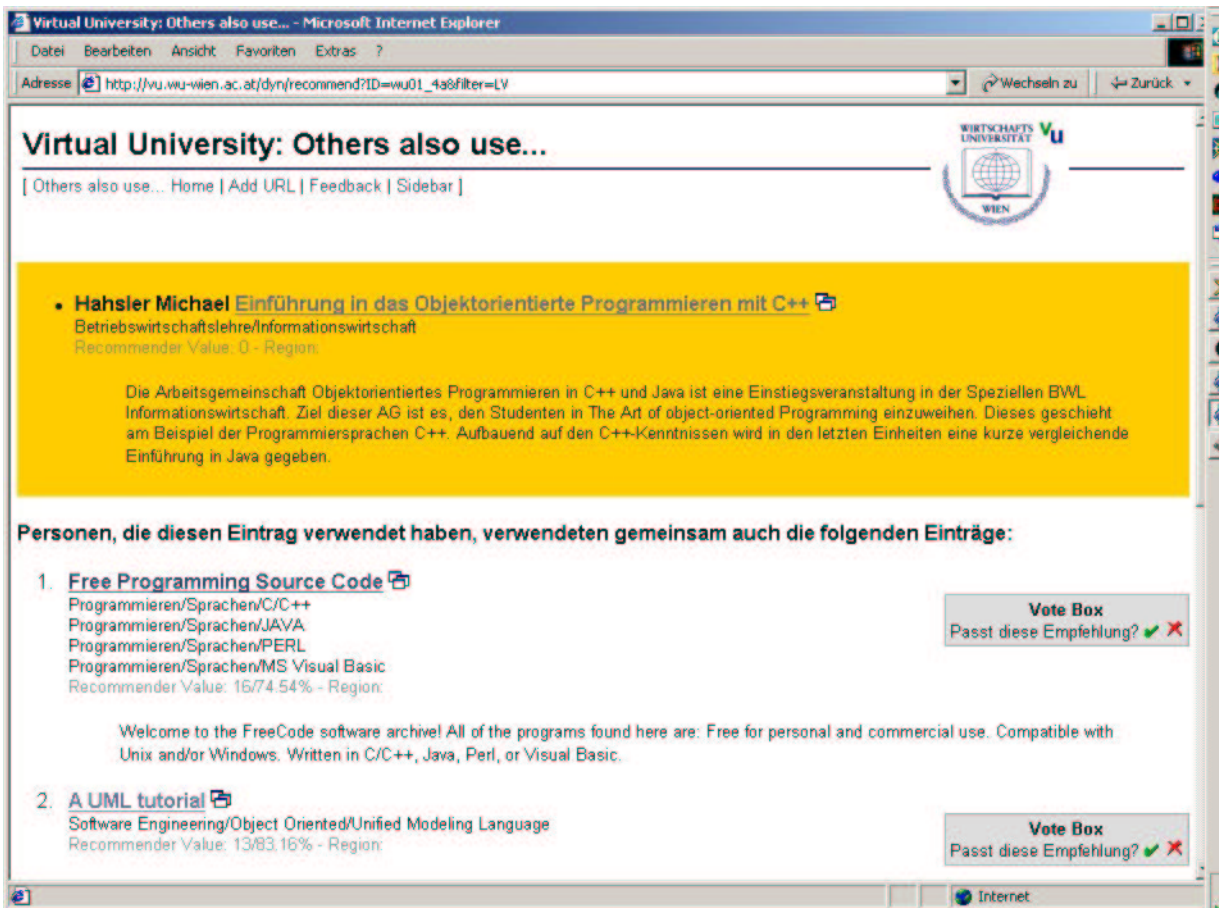 Virtual University: Others also use... - Microsoft Internet Explorer
Datei Bearbeiten Ansicht Favoriten Extras ?
Adresse http://vu.wu-wien.ac.at/dyn/recommend?ID=wu01_4a&filter=LV Wechseln zu Zurück
Virtual University: Others also use...
WIRTSCHAFTS
UNIVERSITÄT
WIEN
vu
[ Others also use... Home | Add URL | Feedback | Sidebar ]
• Hahsler Michael Einführung in das Objektorientierte Programmieren mit C++
Betriebswirtschaftslehre/Informationswirtschaft
Recommender Value: 0 - Region:
Die Arbeitsgemeinschaft Objektorientiertes Programmieren in C++ und Java ist eine Einstiegsveranstaltung in der Speziellen BWL
Informationswirtschaft. Ziel dieser AG ist es, den Studenten in The Art of object-oriented Programming einzuweihen. Dieses geschieht
am Beispiel der Programmiersprachen C++. Aufbauend auf den C++-Kenntnissen wird in den letzten Einheiten eine kurze vergleichende
Einführung in Java gegeben.
Personen, die diesen Eintrag verwendet haben, verwendeten gemeinsam auch die folgenden Einträge:
1. Free Programming Source Code
Programmieren/Sprachen/C/C++
Programmieren/Sprachen/JAVA
Programmieren/Sprachen/PERL
Programmieren/Sprachen/MS Visual Basic
Recommender Value: 16/74.54% - Region:
Vote Box
Passt diese Empfehlung?
Welcome to the FreeCode software archive! All of the programs found here are: Free for personal and commercial use. Compatible with
Unix and/or Windows. Written in C/C++, Java, Perl, or Visual Basic.
2. A UML tutorial
Software Engineering/Object Oriented/Unified Modeling Language
Recommender Value: 13/83.16% - Region:
Vote Box
Passt diese Empfehlung?
Internet